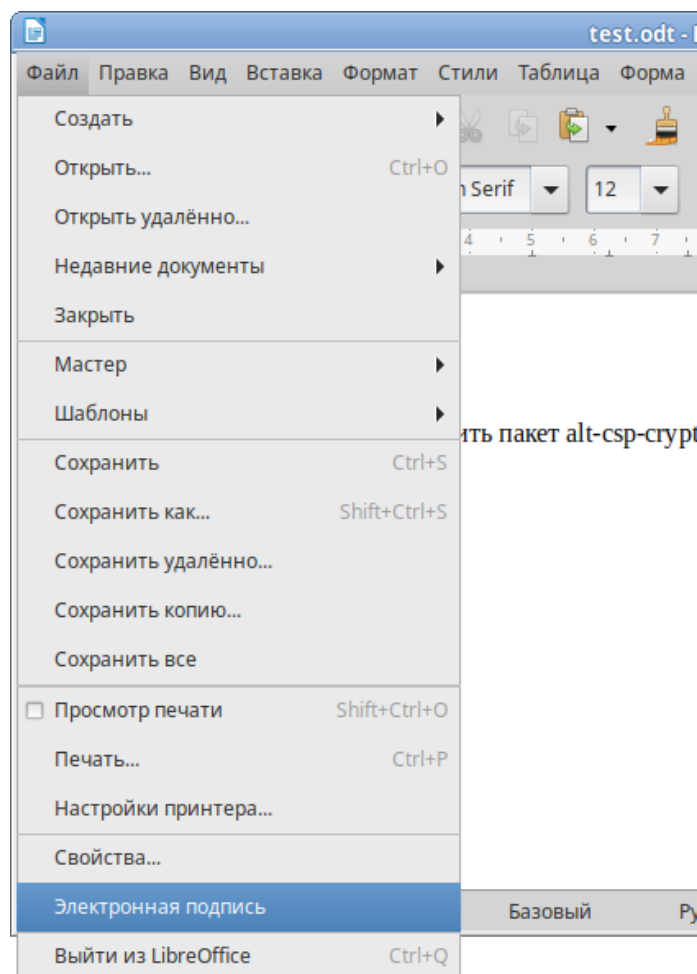 test.odt -
Файл Правка Вид Вставка Формат Стили Таблица Форма
Создать
Открыть... Ctrl+O
Открыть удалённо...
Недавние документы
Закрыть
Мастер
Шаблоны
Сохранить Ctrl+S
Сохранить как... Shift+Ctrl+S
Сохранить удалённо...
Сохранить копию...
Сохранить все
Просмотр печати Shift+Ctrl+O
Печать... Ctrl+P
Настройки принтера...
Свойства...
Электронная подпись
Выйти из LibreOffice Ctrl+Q
Serif 12
4 5 6 7
пакет alt-csp-crypt
Базовый